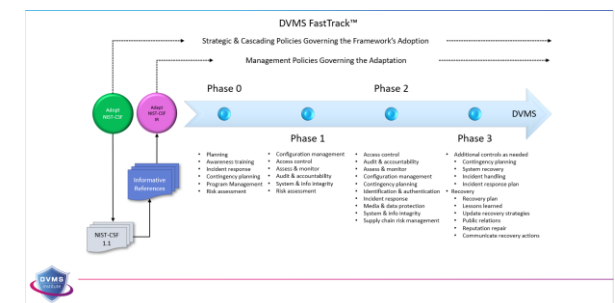 DVMS FastTrack™
Strategic & Cascading Policies Governing the Framework's Adoption
Management Policies Governing the Adaptation
Adopt
NIST-CSF
Adapt
NIST-CSF
Phase 0
Phase 2
DVMS
Phase 1
Phase 3
• Planning
• Awareness training
• Incident response
• Contingency planning
• Program Management
• Risk assessment
• Configuration management
• Access control
• Assess & monitor
• Audit & accountability
• System & Info Integrity
• Risk assessment
• Access control
• Audit & accountability
• Assess & monitor
• Configuration management
• Contingency planning
• Identification & authentication
• Incident response
• Media & data protection
• System & info integrity
• Supply chain risk management
• Additional controls as needed
• Contingency planning
• System recovery
• Incident handling
• Incident response plan
• Recovery
• Recovery plan
• Lessons learned
• Update recovery strategies
• Public relations
• Reputation repair
• Communicate recovery actions
Informative
References
NIST-CSF
1.1
DVMS